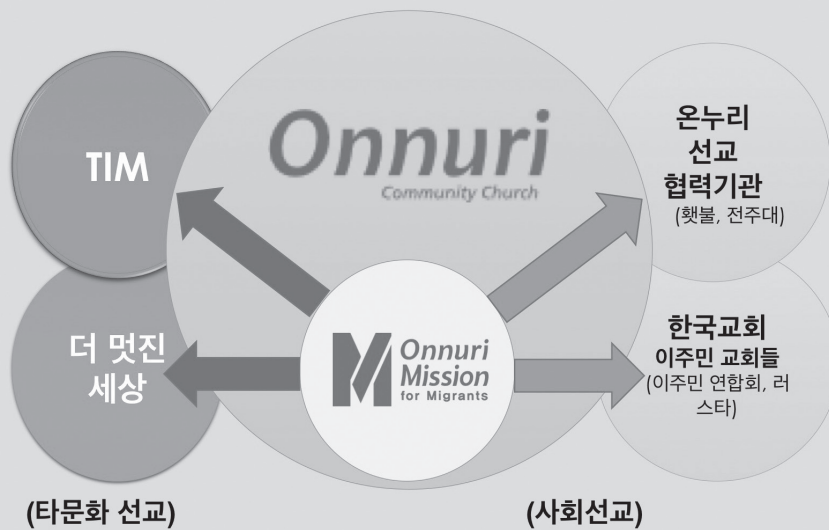 TIM
더 멋진
세상
(타문화 선교)
Onnuri
Community Church
Onnuri
Mission
for Migrants
온누리
선교
협력기관
(횃불, 전주대)
한국교회
이주민 교회들
(이주민 연합회, 러
스타)
(사회선교)